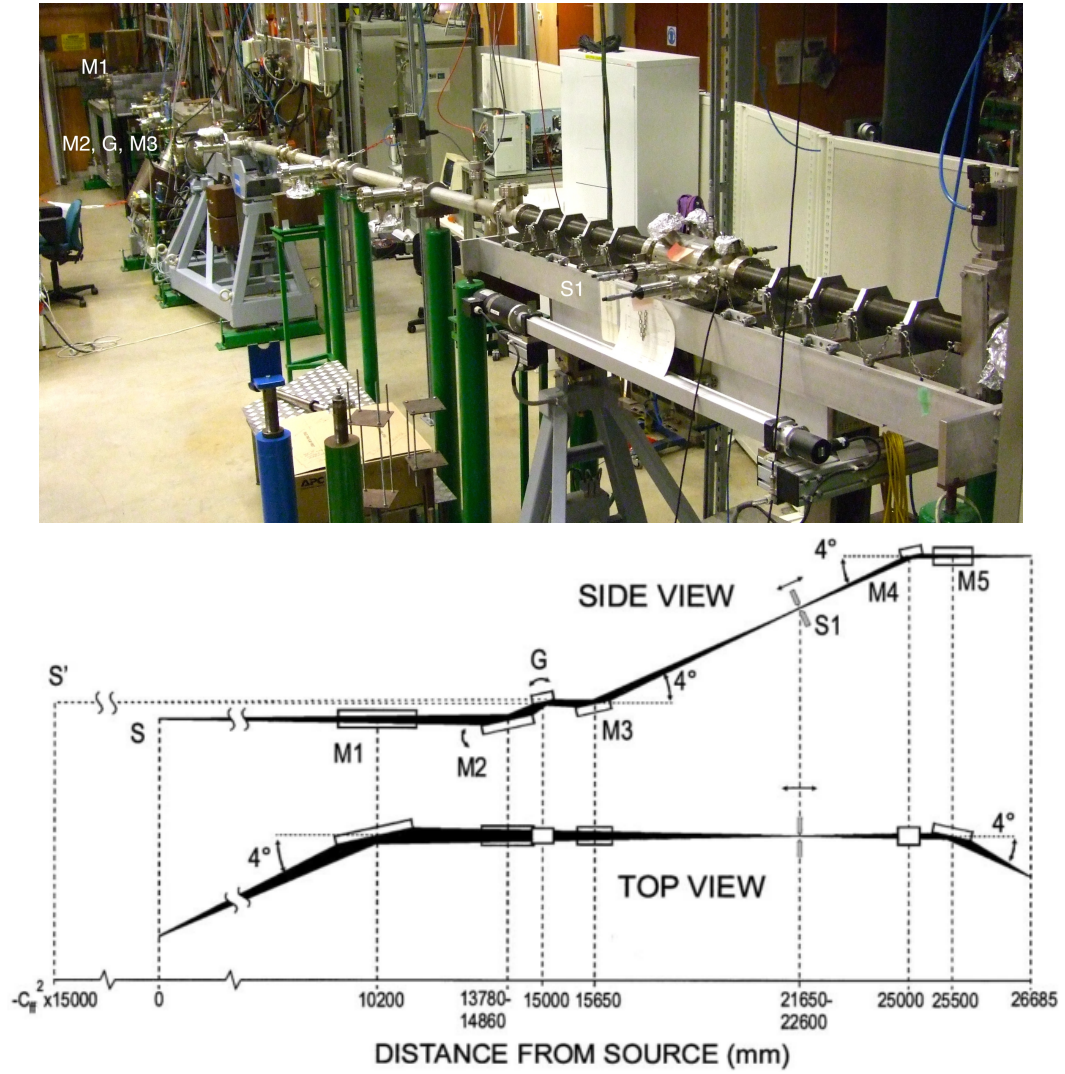 M1
M2, G, M3
S1
APC
SIDE VIEW
4°
M4
M5
S1
S'
G
4°
S
M1
M2
M3
4°
4°
TOP VIEW
-C_ff^2 x15000 0 10200 13780-14860 15000 15650 21650-22600 25000 25500 26685
DISTANCE FROM SOURCE (mm)